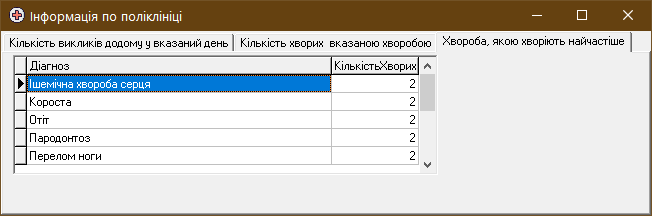 Інформація по поліклініці
Кількість викликів додому у вказаний день Кількість хворих вказаною хворобою Хвороба, якою хворіють найчастіше
Діагноз КількістьХворих
Ішемічна хвороба серця 2
Короста 2
Отіт 2
Пародонтоз 2
Перелом ноги 2